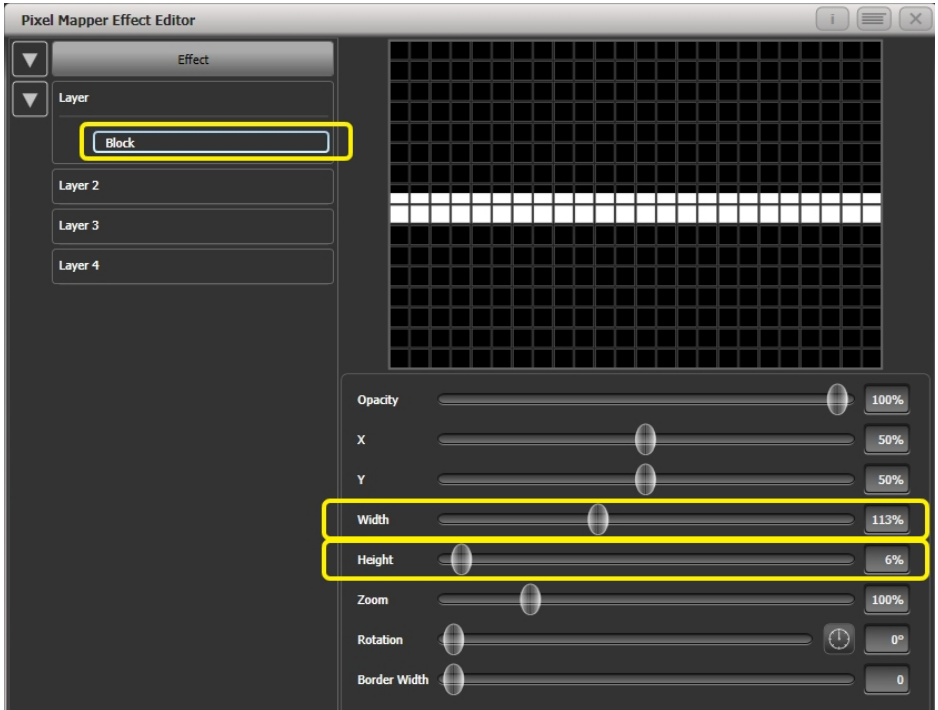 Pixel Mapper Effect Editor
i
Effect
Layer
Block
Layer 2
Layer 3
Layer 4
Opacity 100%
X 50%
Y 50%
Width 113%
Height 6%
Zoom 100%
Rotation 0°
Border Width 0